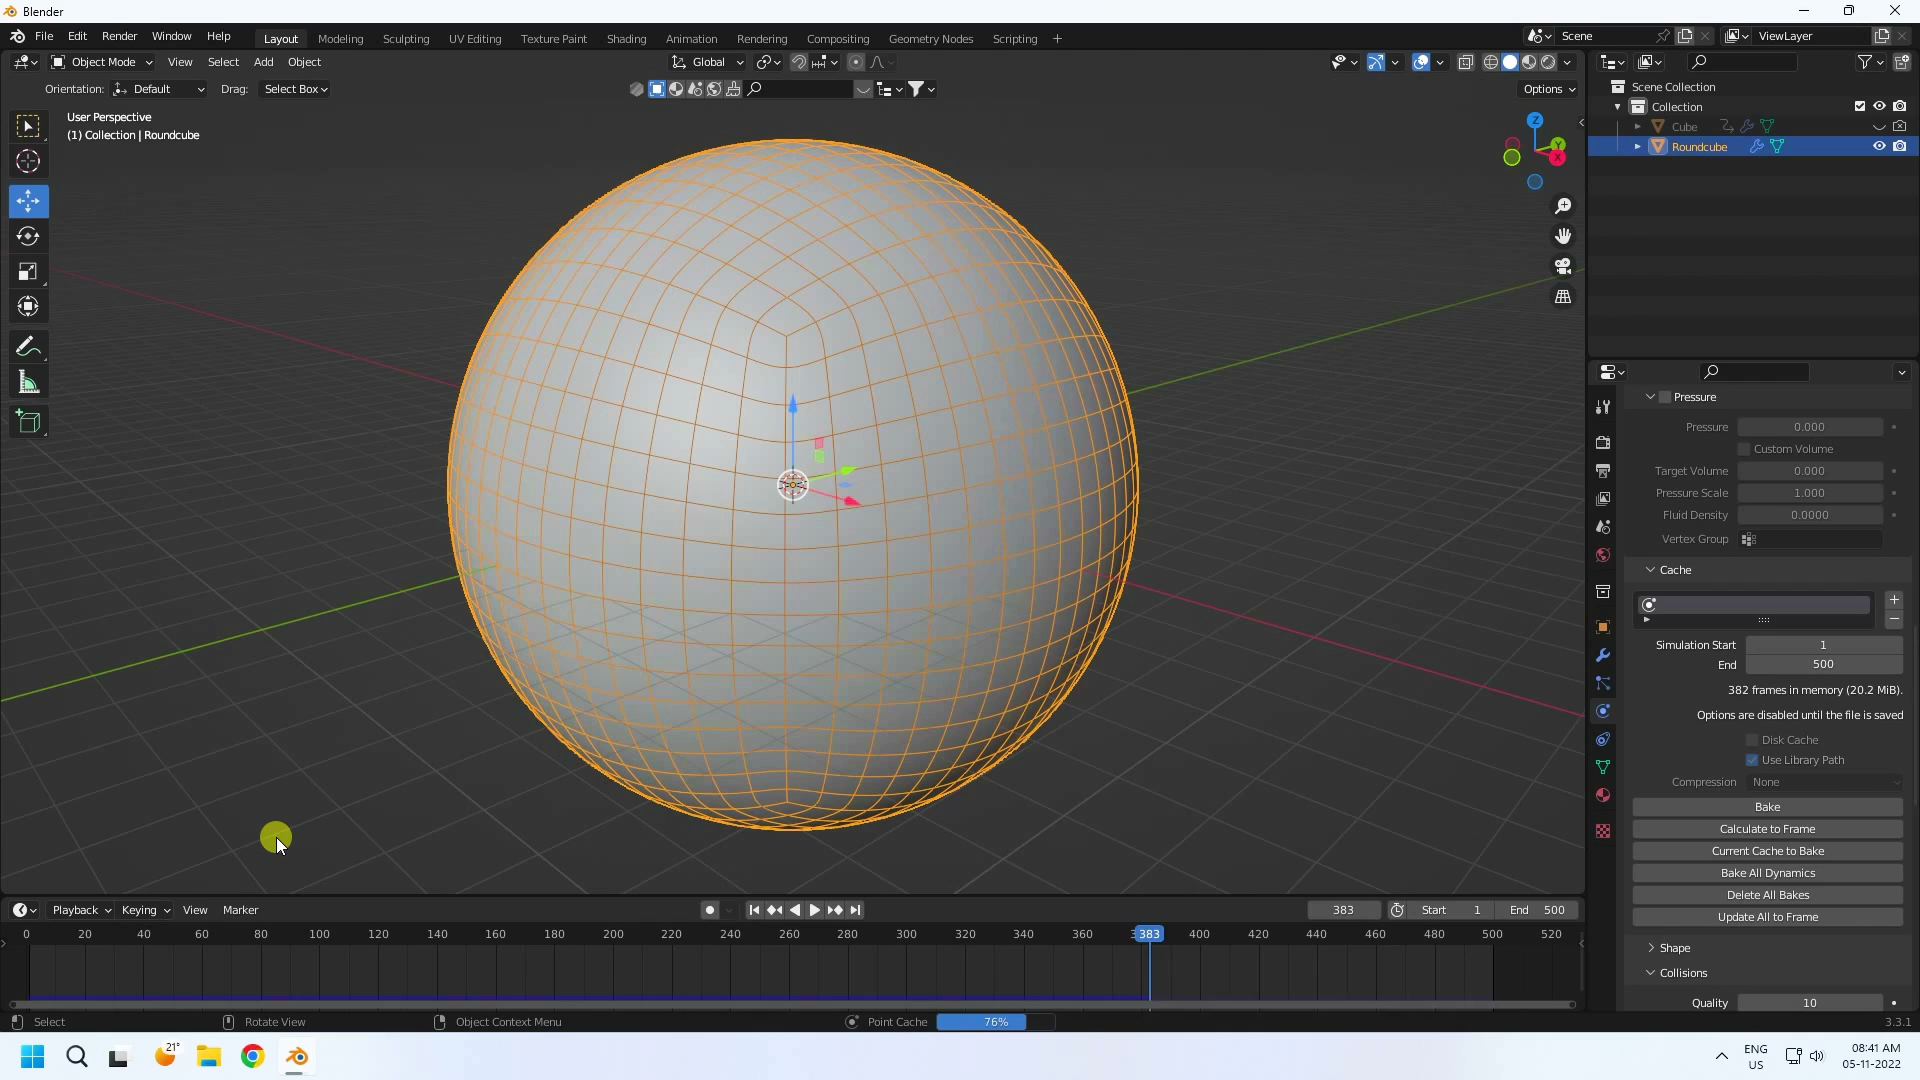 Blender
File Edit Render Window Help Layout Modeling Sculpting UV Editing Texture Paint Shading Animation Rendering Compositing Geometry Nodes Scripting + Scene ViewLayer
Object Mode View Select Add Object Global
Orientation: Default Drag: Select Box Options
User Perspective
(1) Collection | Roundcube
Z
Y
X
Scene Collection
Collection
Cube
Roundcube
Pressure
Pressure 0.000
Custom Volume
Target Volume 0.000
Pressure Scale 1.000
Fluid Density 0.0000
Vertex Group
Cache
Simulation Start 1
End 500
382 frames in memory (20.2 MiB).
Options are disabled until the file is saved
Disk Cache
Use Library Path
Compression None
Bake
Calculate to Frame
Current Cache to Bake
Bake All Dynamics
Delete All Bakes
Update All to Frame
Shape
Collisions
Quality 10
Playback Keying View Marker 383 Start 1 End 500
0 20 40 60 80 100 120 140 160 180 200 220 240 260 280 300 320 340 360 383 400 420 440 460 480 500 520
Select Rotate View Object Context Menu Point Cache 76% 3.3.1
21°
ENG
US
08:41 AM
05-11-2022